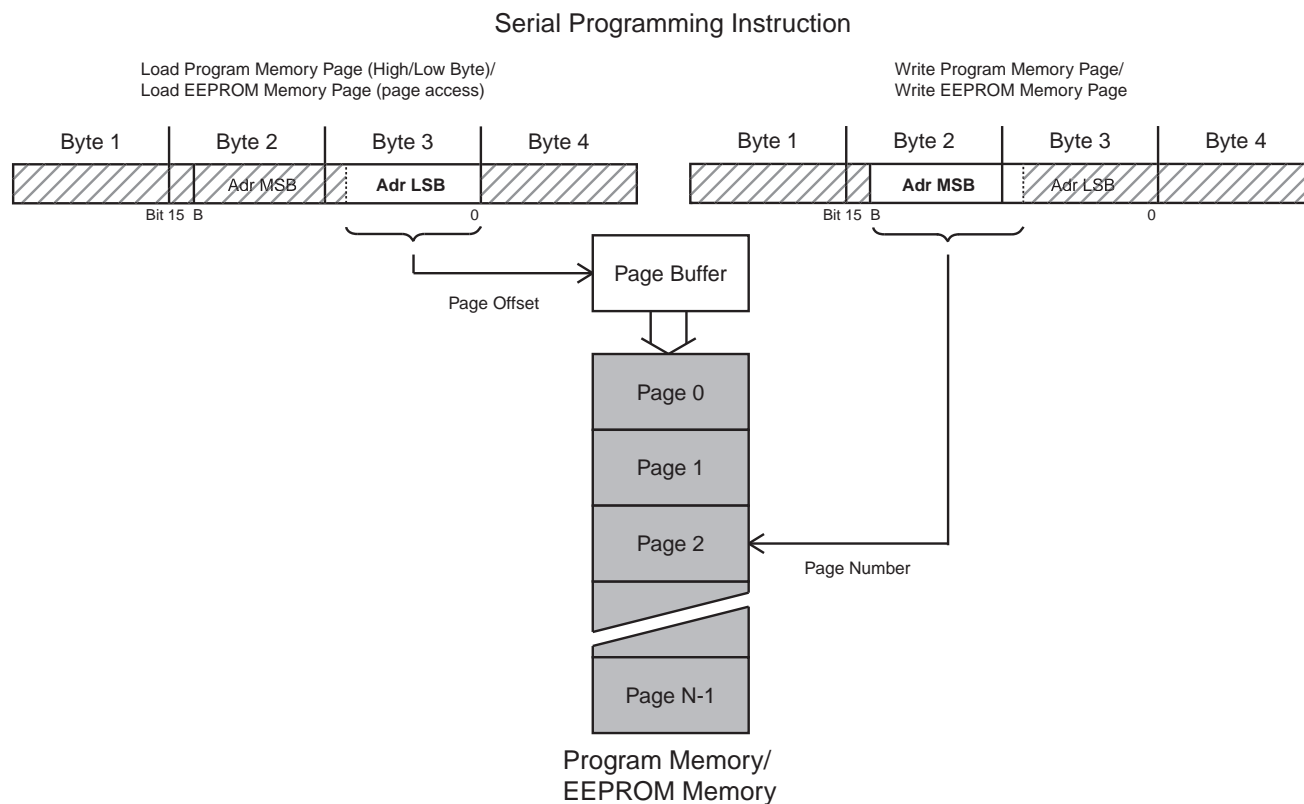 Serial Programming Instruction
Load Program Memory Page (High/Low Byte)/
Load EEPROM Memory Page (page access)
Write Program Memory Page/
Write EEPROM Memory Page
Byte 1
Byte 2
Byte 3
Byte 4
Byte 1
Byte 2
Byte 3
Byte 4
Adr MSB
Adr LSB
Adr MSB
Adr LSB
Bit 15 B
0
Bit 15 B
0
Page Buffer
Page Offset
Page 0
Page 1
Page 2
Page Number
Page N-1
Program Memory/
EEPROM Memory